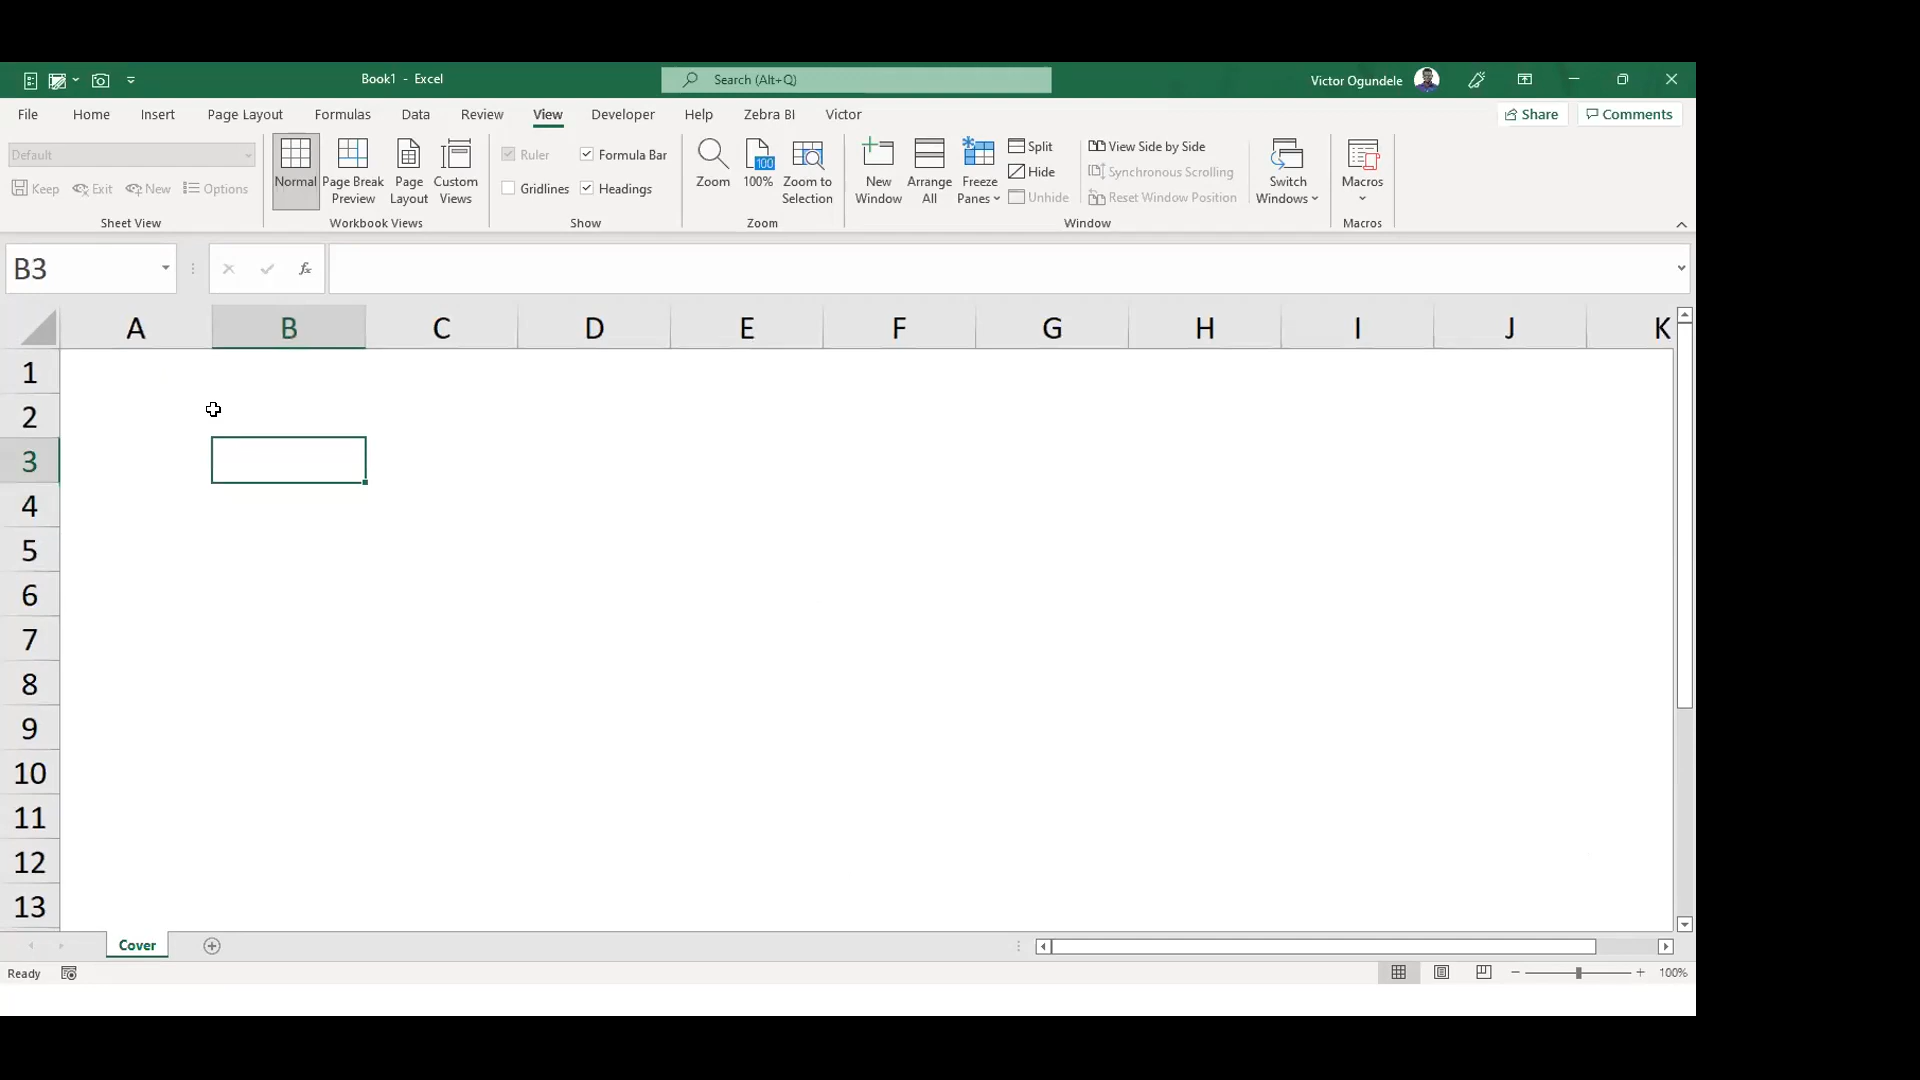 Book1 - Excel
Search (Alt+Q)
Victor Ogundele
File Home Insert Page Layout Formulas Data Review View Developer Help Zebra BI Victor Share Comments
Default
Keep Exit New Options
Sheet View
Normal
Page Break Preview
Page Layout
Custom Views
Workbook Views
Ruler Formula Bar
Gridlines Headings
Show
Zoom
100
100%
Zoom to Selection
Zoom
New Window
Arrange All
Freeze Panes
Split
Hide
Unhide
View Side by Side
Synchronous Scrolling
Reset Window Position
Window
Switch Windows
Macros
Macros
B3
fx
A B C D E F G H I J K
1
2
3
4
5
6
7
8
9
10
11
12
13
Cover
Ready
100%